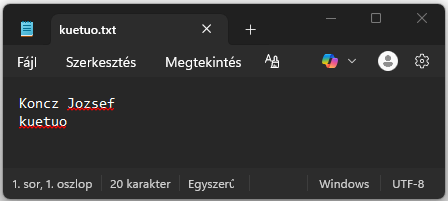 kuetuo.txt
Fájl Szerkesztés Megtekintés
Koncz Jozsef
kuetuo
1. sor, 1. oszlop 20 karakter Egyszerű Windows UTF-8